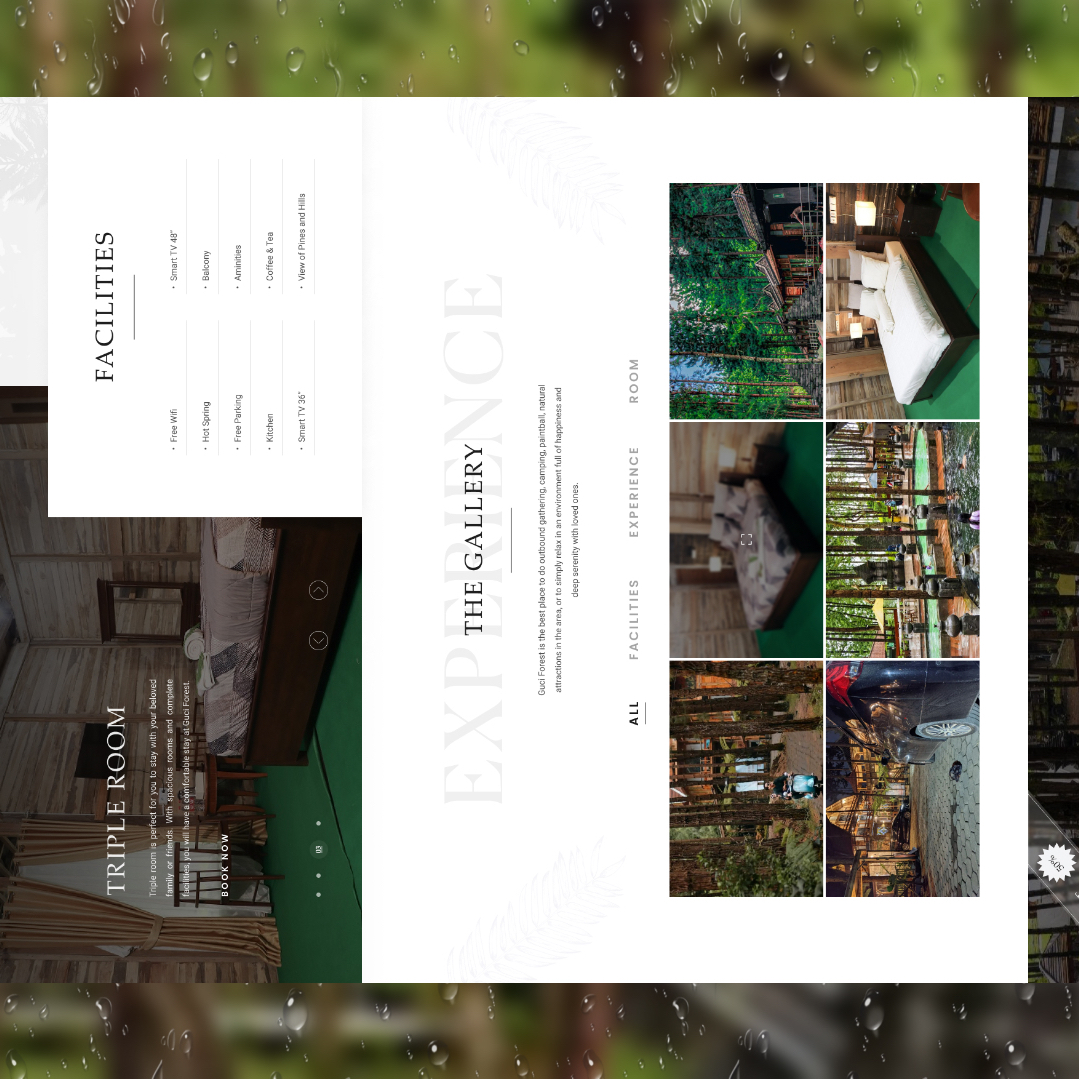 TRIPLE ROOM
Triple room is perfect for you to stay with your beloved
family or friends. With spacious rooms and complete
facilities, you will have a comfortable stay at Guci Forest.
BOOK NOW
03
FACILITIES
• Free Wifi
• Hot Spring
• Free Parking
• Kitchen
• Smart TV 36"
• Smart TV 48"
• Balcony
• Aminities
• Coffee & Tea
• View of Pines and Hills
EXPERIENCE
THE GALLERY
Guci Forest is the best place to do outbound gathering, camping, paintball, natural
attractions in the area, or to simply relax in an environment full of happiness and
deep serenity with loved ones.
ALL FACILITIES EXPERIENCE ROOM
50%